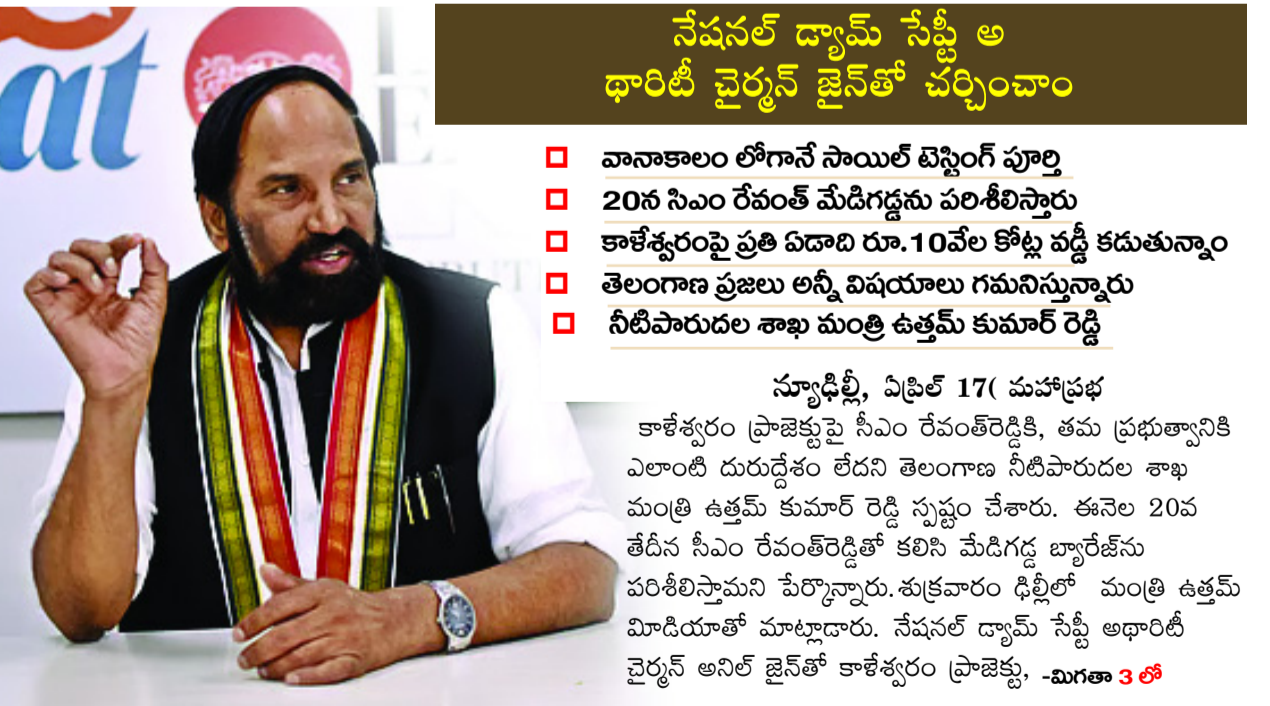 at
నేషనల్ డ్యామ్ సేఫ్టీ అ
థారిటీ చైర్మన్ జైన్‌తో చర్చించాం
వానాకాలం లోగానే సాయిల్ టెస్టింగ్ పూర్తి
20న సిఎం రేవంత్ మేడిగడ్డను పరిశీలిస్తారు
కాళేశ్వరంపై ప్రతి ఏడాది రూ.10వేల కోట్ల వడ్డీ కడుతున్నాం
తెలంగాణ ప్రజలు అన్నీ విషయాలు గమనిస్తున్నారు
నీటిపారుదల శాఖ మంత్రి ఉత్తమ్ కుమార్ రెడ్డి
న్యూఢిల్లీ, ఏప్రిల్ 17( మహాప్రభ
కాళేశ్వరం ప్రాజెక్టుపై సీఎం రేవంత్‌రెడ్డికి, తమ ప్రభుత్వానికి
ఎలాంటి దురుద్దేశం లేదని తెలంగాణ నీటిపారుదల శాఖ
మంత్రి ఉత్తమ్ కుమార్ రెడ్డి స్పష్టం చేశారు. ఈనెల 20వ
తేదీన సీఎం రేవంత్‌రెడ్డితో కలిసి మేడిగడ్డ బ్యారేజ్‌ను
పరిశీలిస్తామని పేర్కొన్నారు.శుక్రవారం ఢిల్లీలో మంత్రి ఉత్తమ్
మీడియాతో మాట్లాడారు. నేషనల్ డ్యామ్ సేఫ్టీ అథారిటీ
చైర్మన్ అనిల్ జైన్‌తో కాళేశ్వరం ప్రాజెక్టు, -మిగతా 3 లో